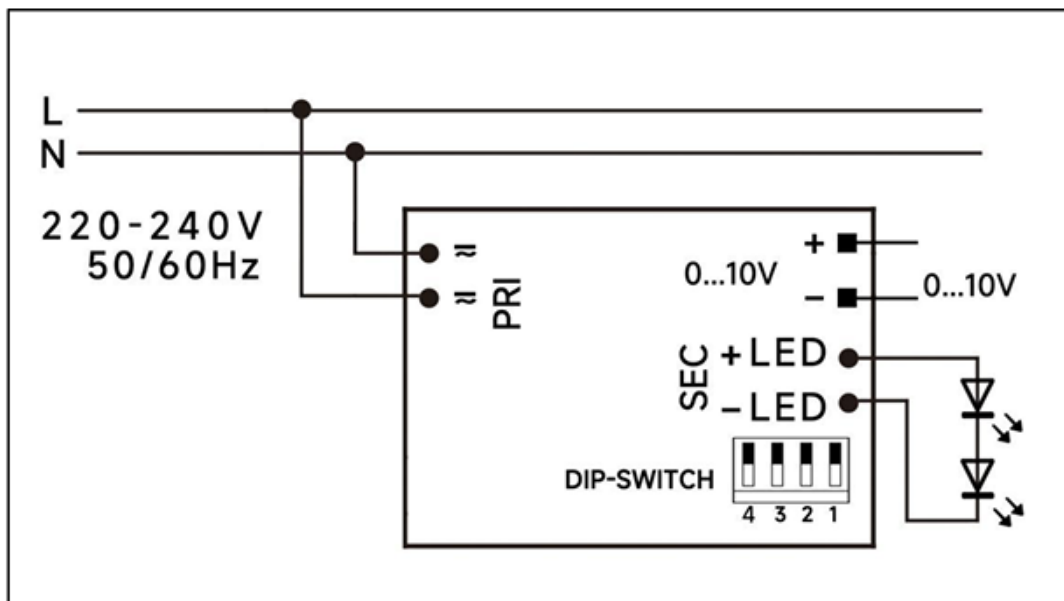 L
N
220-240V
50/60Hz
≂
≂
PRI
+
0...10V
0...10V
−
SEC
+LED
−LED
DIP-SWITCH
4 3 2 1